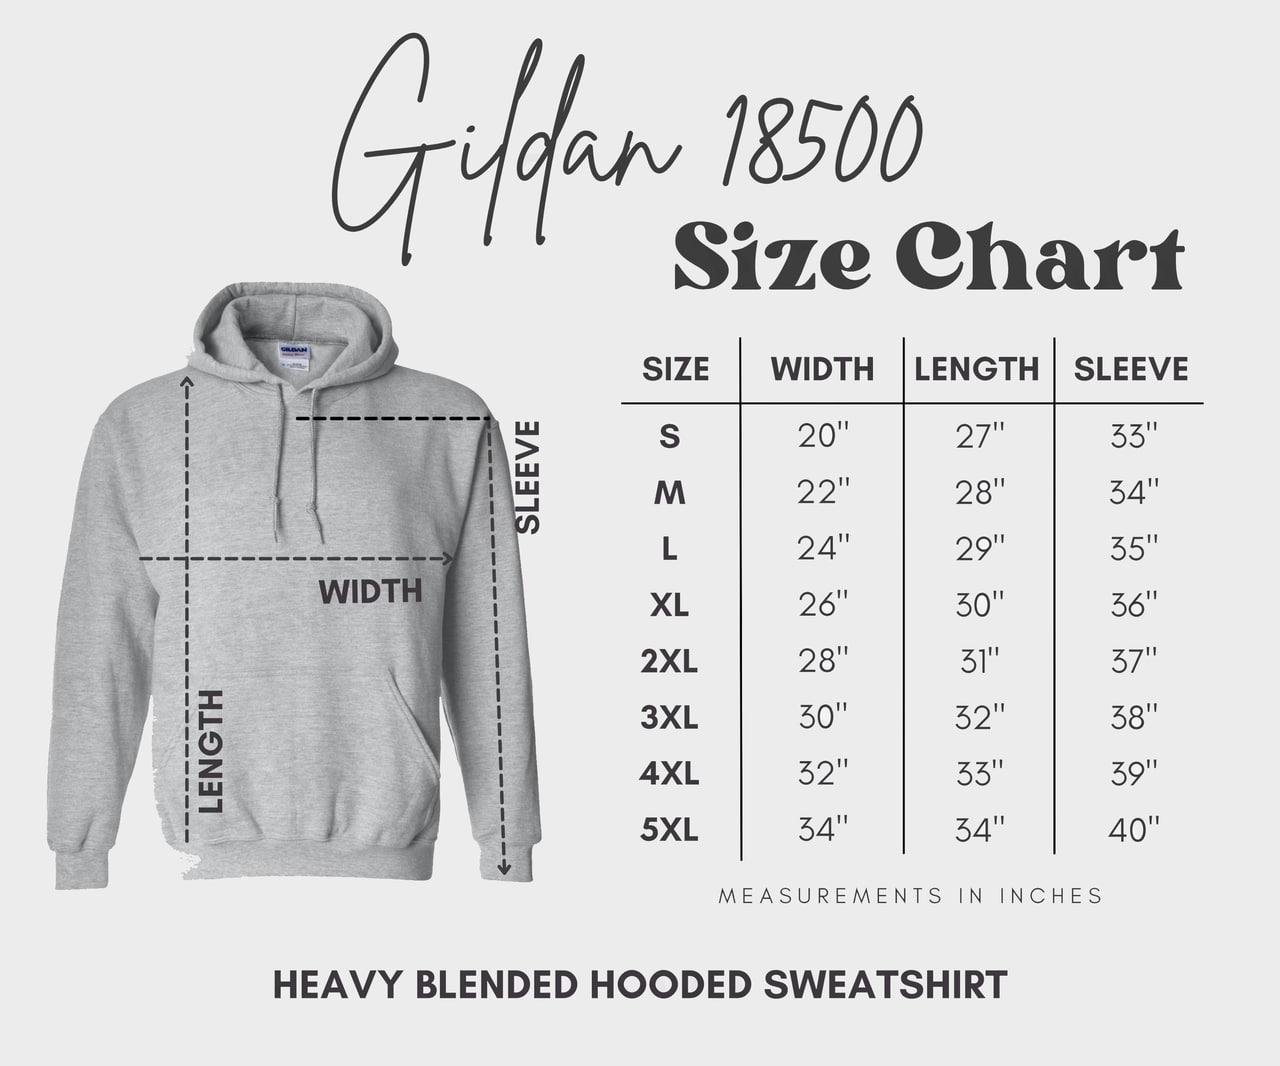 Gildan 18500
Size Chart
GILDAN
SIZE WIDTH LENGTH SLEEVE
S 20" 27" 33"
M 22" 28" 34"
L 24" 29" 35"
XL 26" 30" 36"
2XL 28" 31" 37"
3XL 30" 32" 38"
4XL 32" 33" 39"
5XL 34" 34" 40"
SLEEVE
WIDTH
LENGTH
MEASUREMENTS IN INCHES
HEAVY BLENDED HOODED SWEATSHIRT